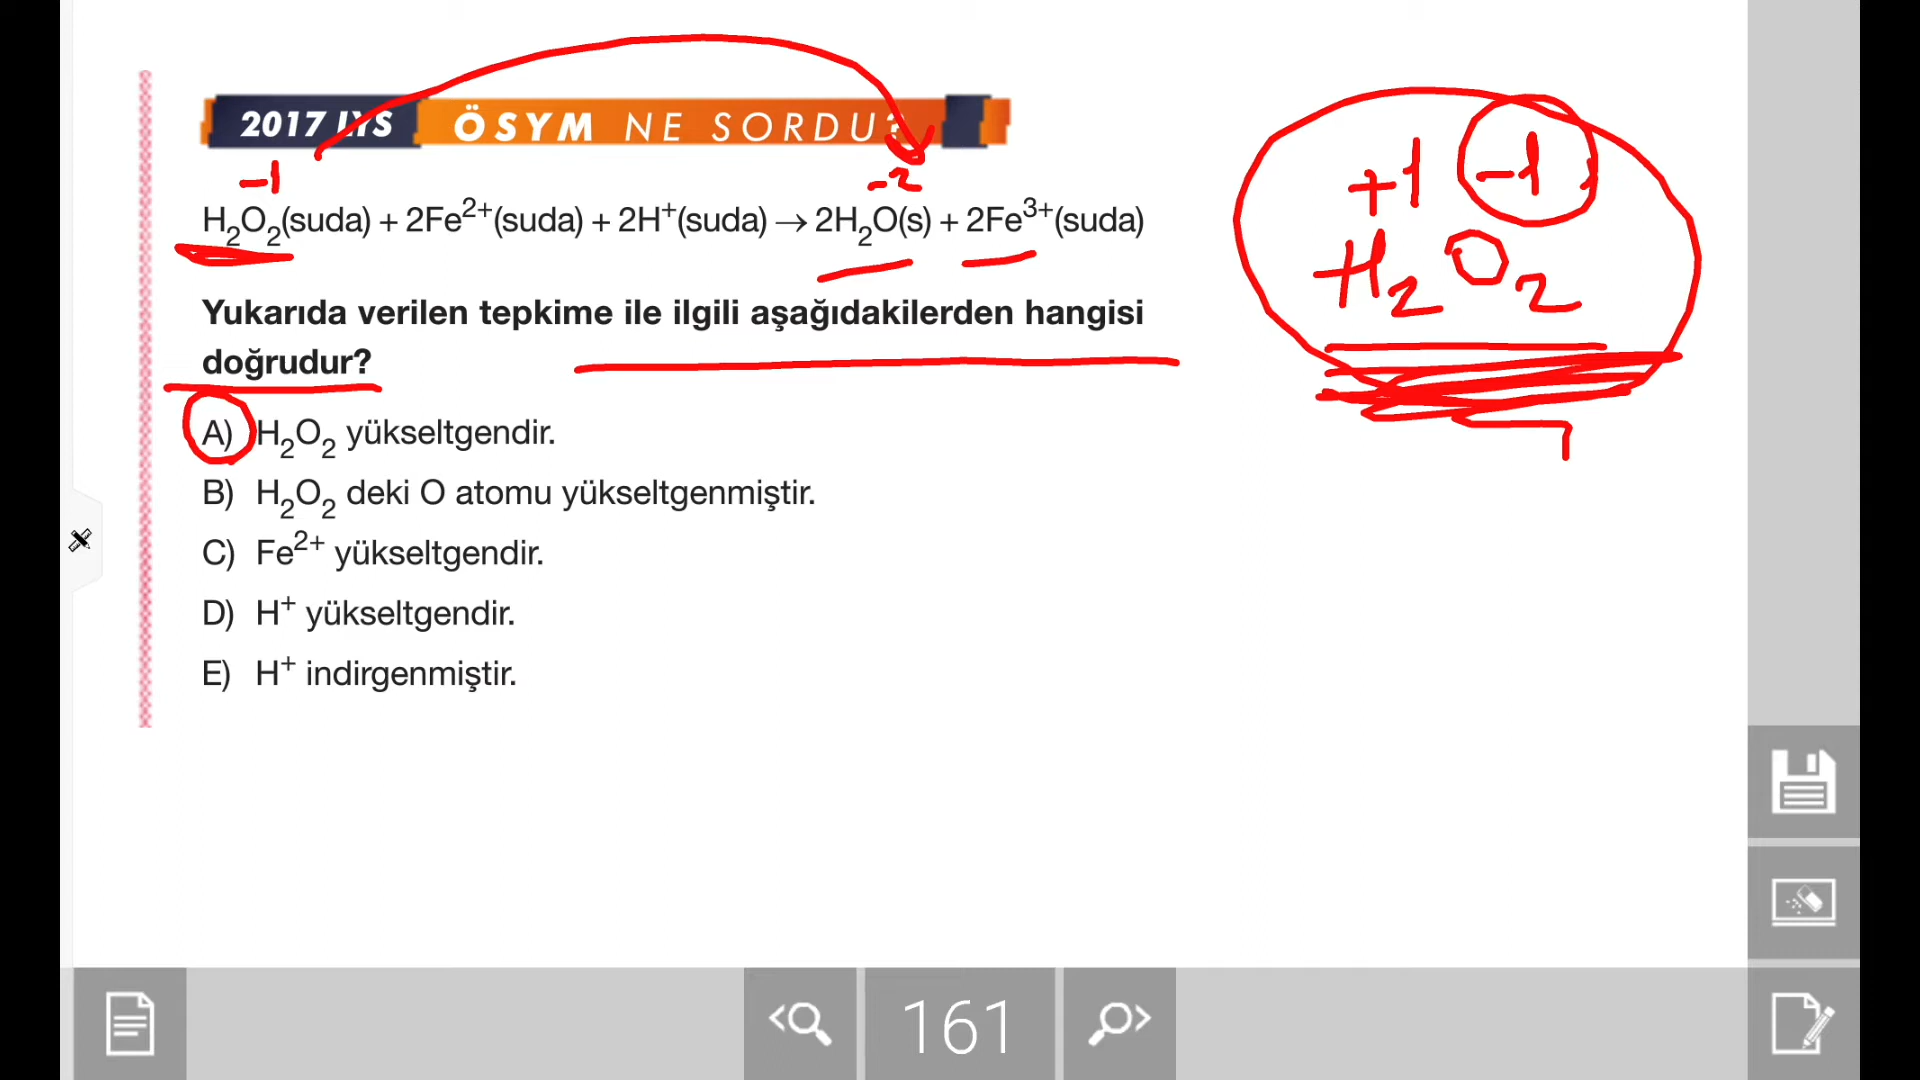 2017 LYS ÖSYM NE SORDU?
-1 -2
H₂O₂(suda) + 2Fe²⁺(suda) + 2H⁺(suda) → 2H₂O(s) + 2Fe³⁺(suda)
+1 -1
H₂O₂
Yukarıda verilen tepkime ile ilgili aşağıdakilerden hangisi
doğrudur?
A) H₂O₂ yükseltgendir.
B) H₂O₂ deki O atomu yükseltgenmiştir.
C) Fe²⁺ yükseltgendir.
D) H⁺ yükseltgendir.
E) H⁺ indirgenmiştir.
161